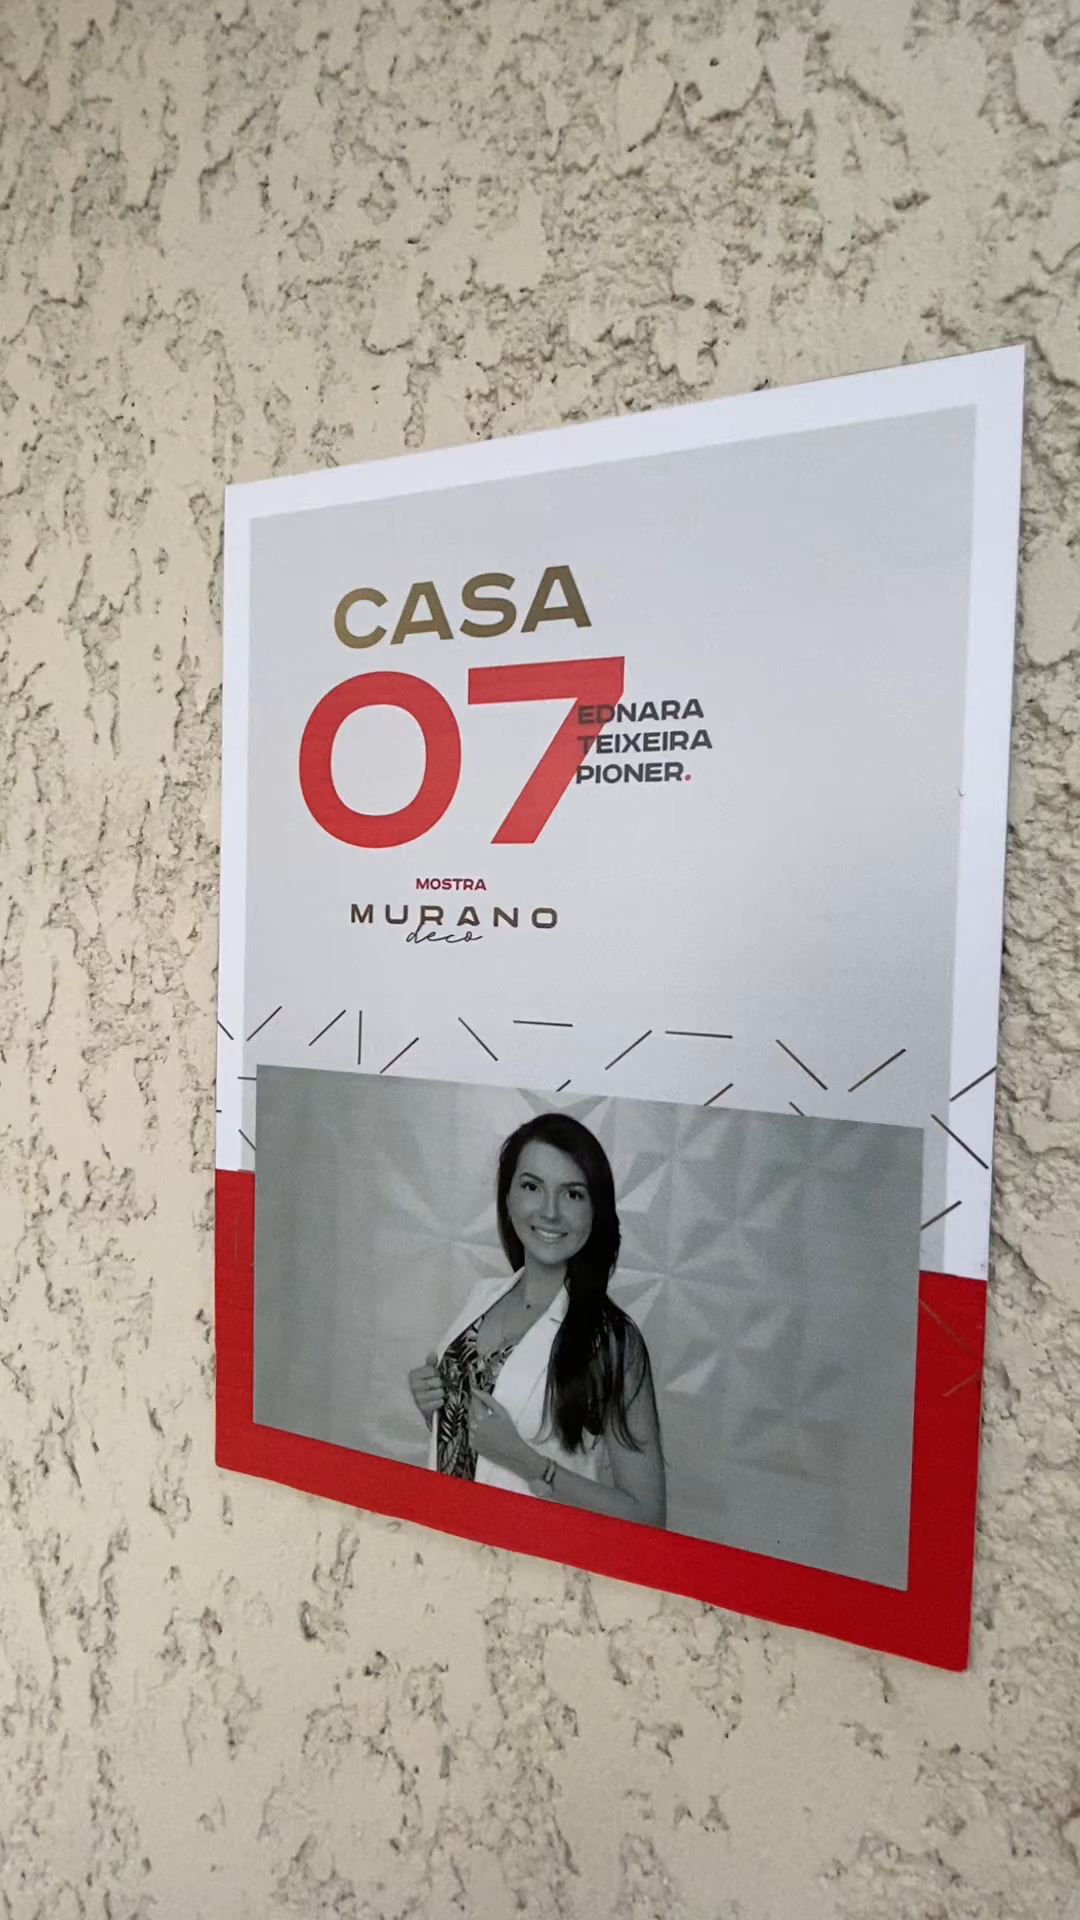 CASA
07
EDNARA
TEIXEIRA
PIONER.
MOSTRA
MURANO
deco